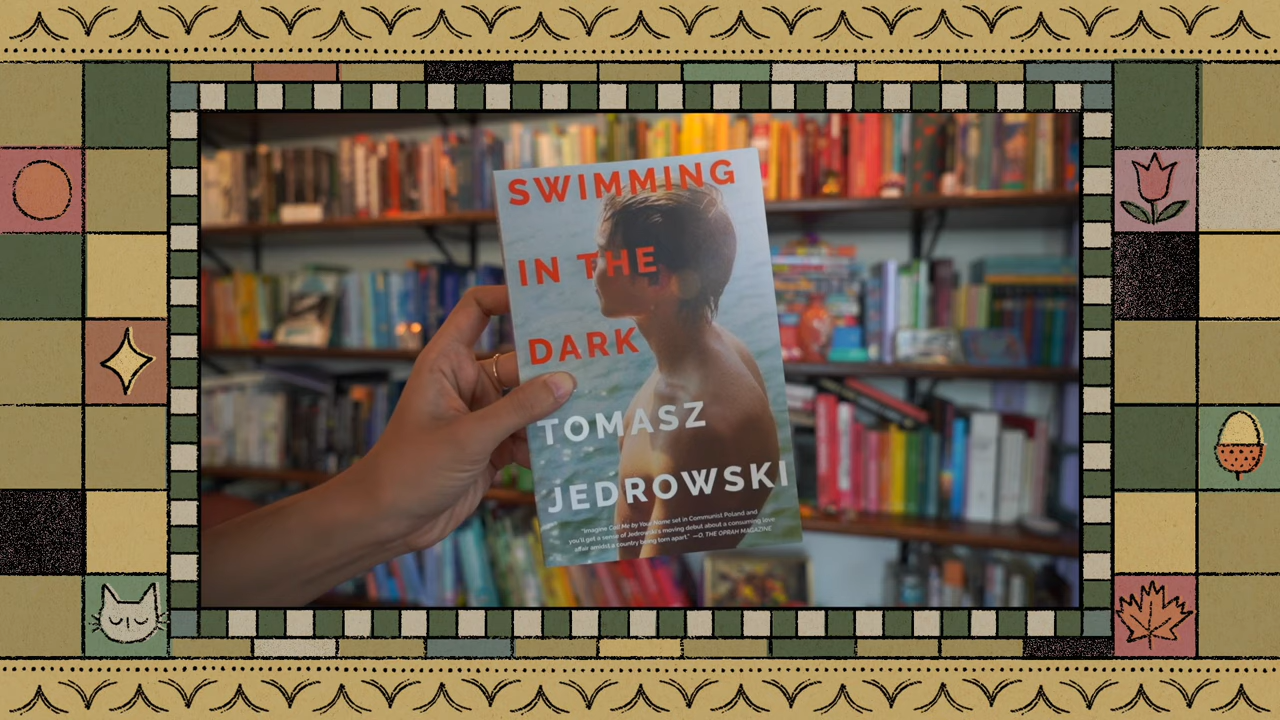 SWIMMING
IN THE
DARK
TOMASZ
JEDROWSKI
"Imagine Call Me by Your Name set in Communist Poland and
you'll get a sense of Jedrowski's moving debut about a consuming love
affair amidst a country being torn apart." —O, THE OPRAH MAGAZINE